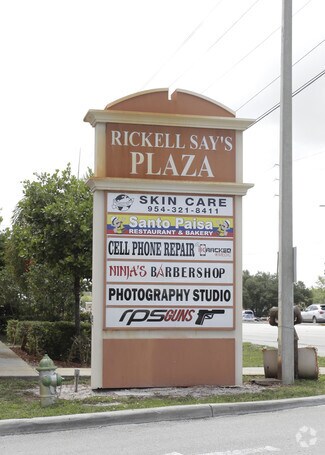 RICKELL SAY'S
PLAZA
SKIN CARE
954-321-8411
Santo Paisa
RESTAURANT & BAKERY
CELL PHONE REPAIR
NINJA'S BARBERSHOP
PHOTOGRAPHY STUDIO
rpsGUNS